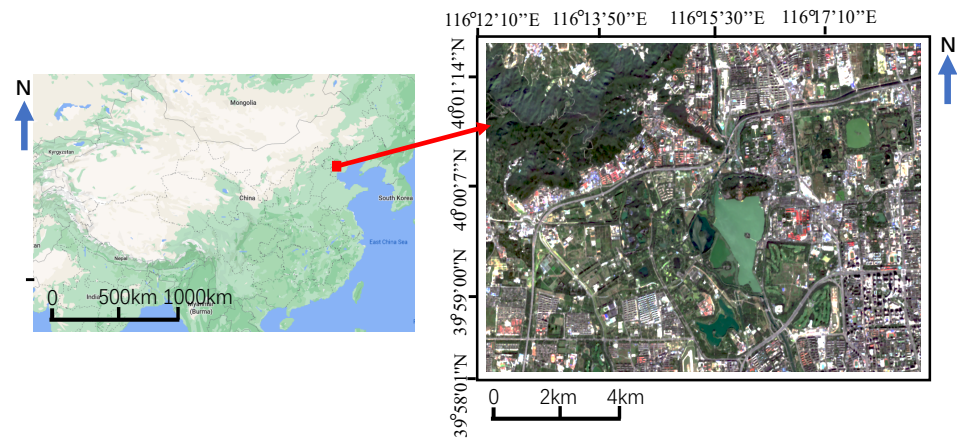 116°12'10''E 116°13'50''E 116°15'30''E 116°17'10''E
N
N
40°01'14''N
40°00'7''N
39°59'00''N
39°58'01''N
Mongolia
Kyrgyzstan
China
South Korea
East China Sea
Nepal
India
Myanmar
(Burma)
0 500km 1000km
0 2km 4km